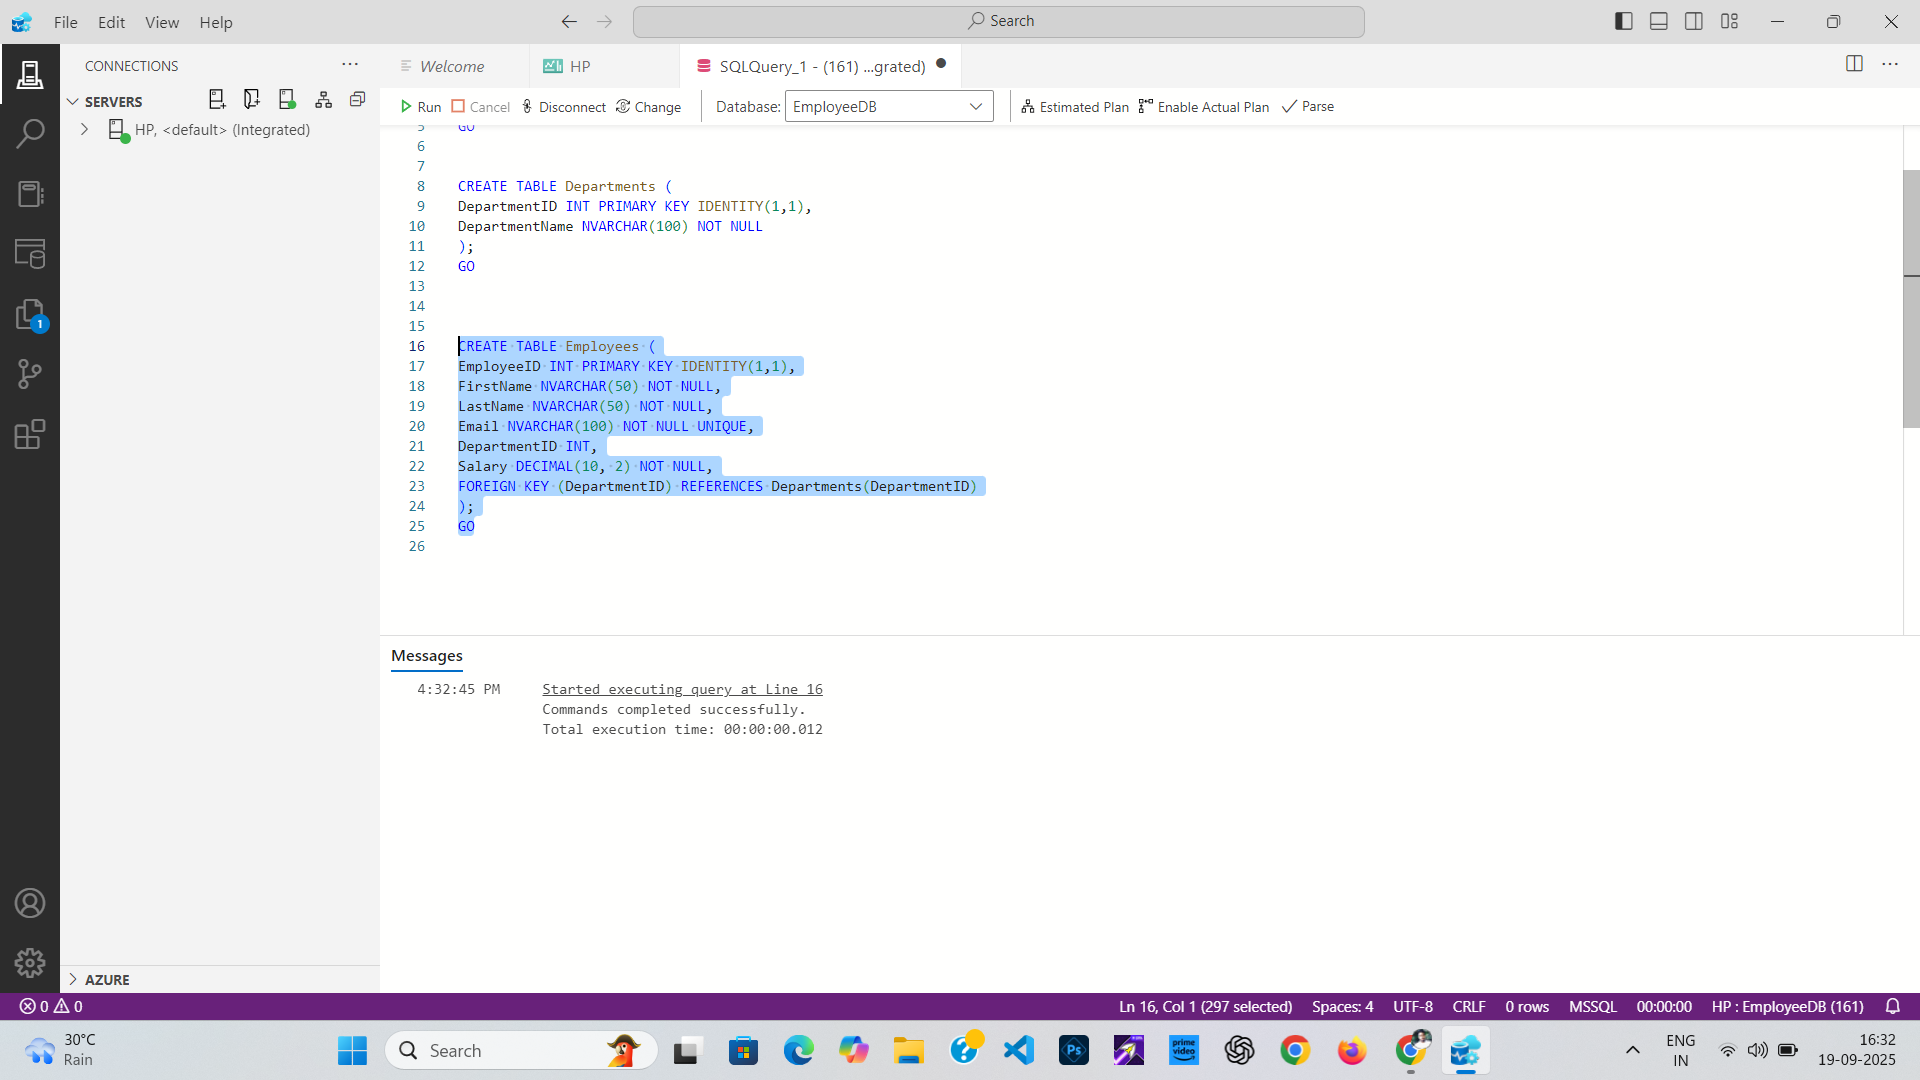 File Edit View Help
Search
CONNECTIONS
SERVERS
HP, <default> (Integrated)
AZURE
Welcome
HP
SQLQuery_1 - (161) ...grated)
Run Cancel Disconnect Change Database: EmployeeDB Estimated Plan Enable Actual Plan Parse
5 GO
6
7
8 CREATE TABLE Departments (
9 DepartmentID INT PRIMARY KEY IDENTITY(1,1),
10 DepartmentName NVARCHAR(100) NOT NULL
11 );
12 GO
13
14
15
16 CREATE TABLE Employees (
17 EmployeeID INT PRIMARY KEY IDENTITY(1,1),
18 FirstName NVARCHAR(50) NOT NULL,
19 LastName NVARCHAR(50) NOT NULL,
20 Email NVARCHAR(100) NOT NULL UNIQUE,
21 DepartmentID INT,
22 Salary DECIMAL(10, 2) NOT NULL,
23 FOREIGN KEY (DepartmentID) REFERENCES Departments(DepartmentID)
24 );
25 GO
26
Messages
4:32:45 PM Started executing query at Line 16
Commands completed successfully.
Total execution time: 00:00:00.012
1
0 0 Ln 16, Col 1 (297 selected) Spaces: 4 UTF-8 CRLF 0 rows MSSQL 00:00:00 HP : EmployeeDB (161)
30°C
Rain
Search
Ps
prime video
ENG
IN
16:32
19-09-2025